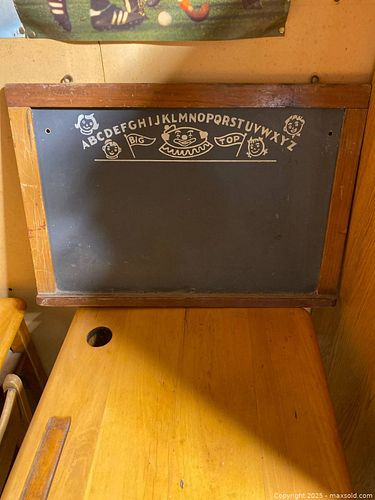 ABCDEFGHIJKLMNOPQRSTUVWXYZ
BIG TOP
Copyright 2025 - maxsold.com